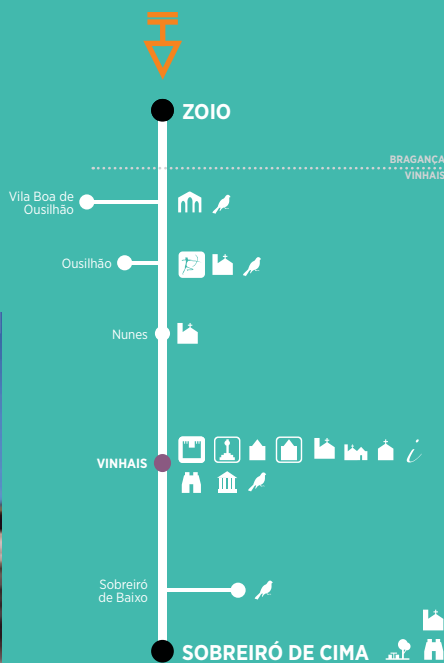 ZOIO
BRAGANÇA
VINHAIS
Vila Boa de
Ousilhão
Ousilhão
Nunes
VINHAIS
i
Sobreiró
de Baixo
SOBREIRÓ DE CIMA